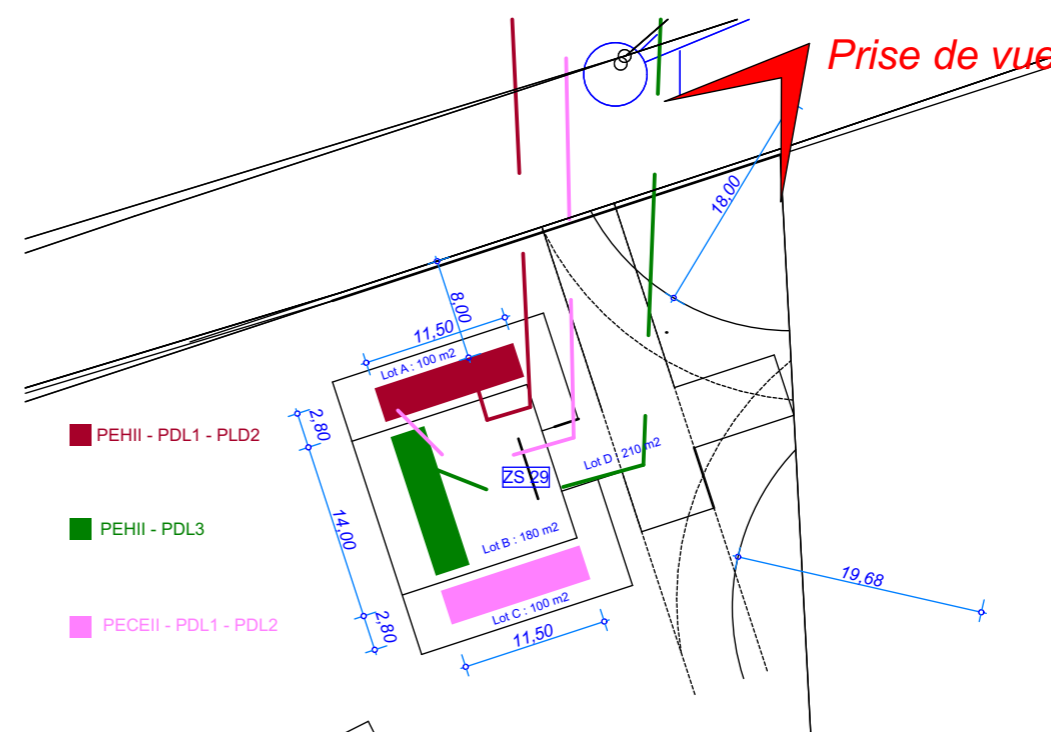 Prise de vue
18,00
8,00
11,50
Lot A : 100 m2
2,80
PEHII - PDL1 - PLD2
Lot D : 210 m2
ZS 29
14,00
PEHII - PDL3
Lot B : 180 m2
19,68
Lot C : 100 m2
PECEII - PDL1 - PDL2
2,80
11,50